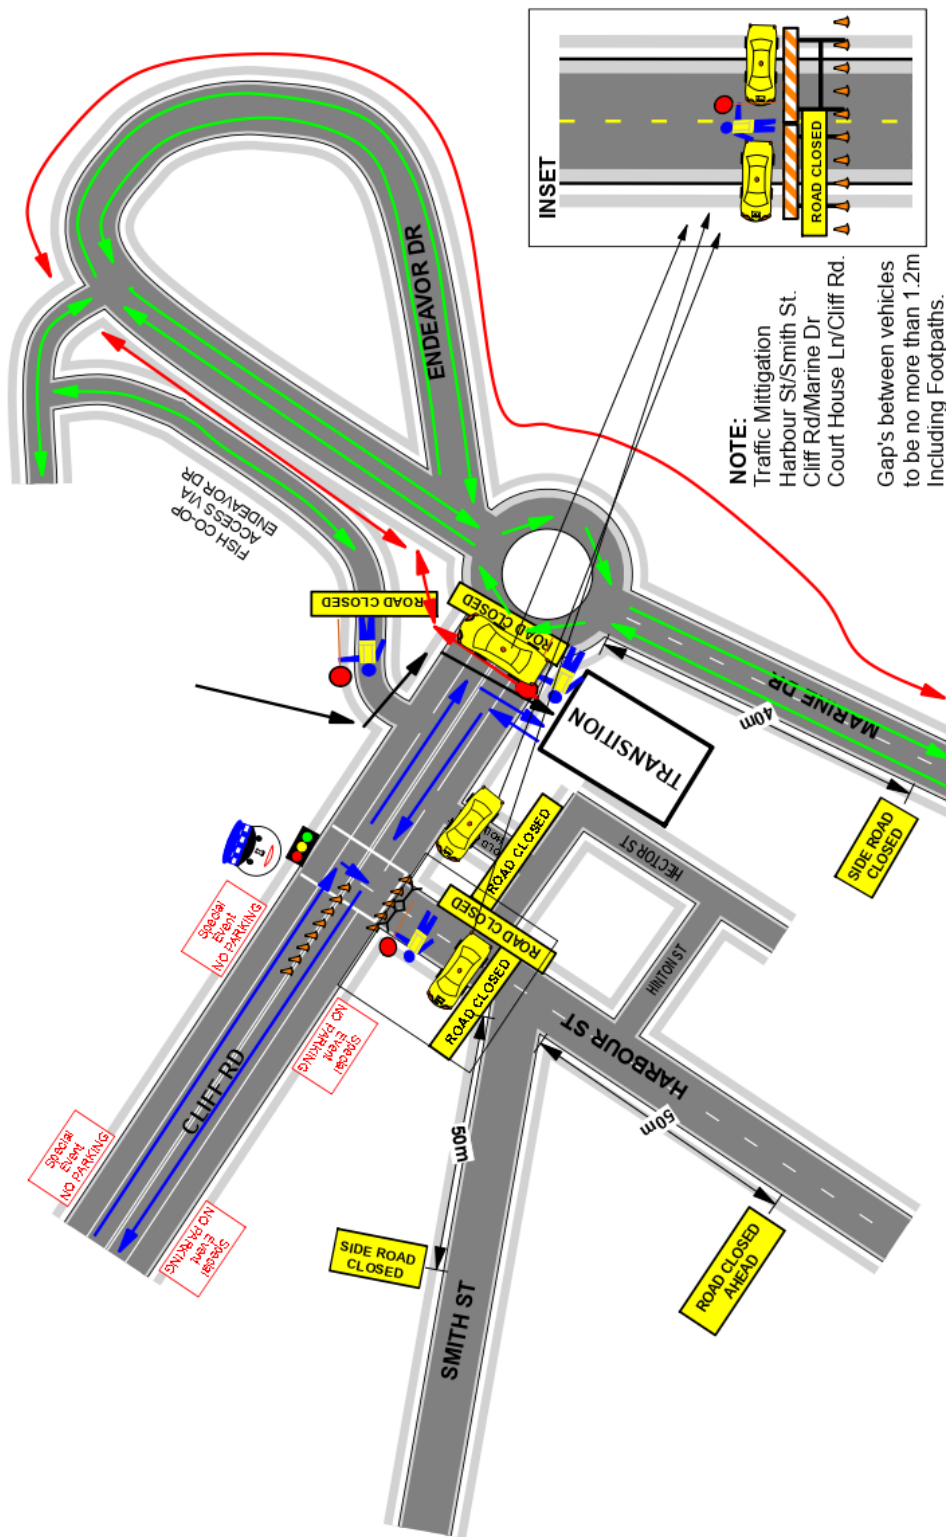 INSET
ROAD CLOSED
NOTE:
Traffic Mittigation
Harbour St/Smith St.
Cliff Rd/Marine Dr
Court House Ln/Cliff Rd.
Gap's between vehicles
to be no more than 1.2m
Including Footpaths.
ENDEAVOR DR
FISH CO-OP
ACCESS VIA
ENDEAVOR DR
ROAD CLOSED
ROAD CLOSED
TRANSITION
MARINE DR
40m
SIDE ROAD
CLOSED
Special
Event
NO PARKING
Special
Event
NO PARKING
Special
Event
NO PARKING
Special
Event
NO PARKING
CLIFF RD
OLD
ROAD CLOSED
ROAD CLOSED
ROAD CLOSED
HECTOR ST
HINTON ST
HARBOUR ST
50m
50m
SIDE ROAD
CLOSED
SMITH ST
ROAD CLOSED
AHEAD